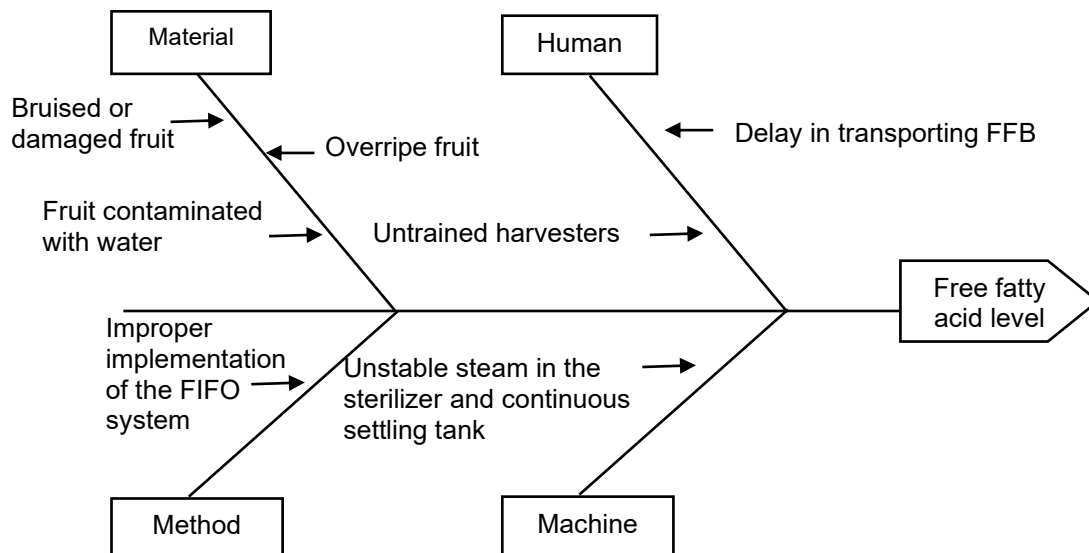 Material
Human
Bruised or
damaged fruit
Overripe fruit
Delay in transporting FFB
Fruit contaminated
with water
Untrained harvesters
Free fatty
acid level
Improper
implementation
of the FIFO
system
Unstable steam in the
sterilizer and continuous
settling tank
Method
Machine